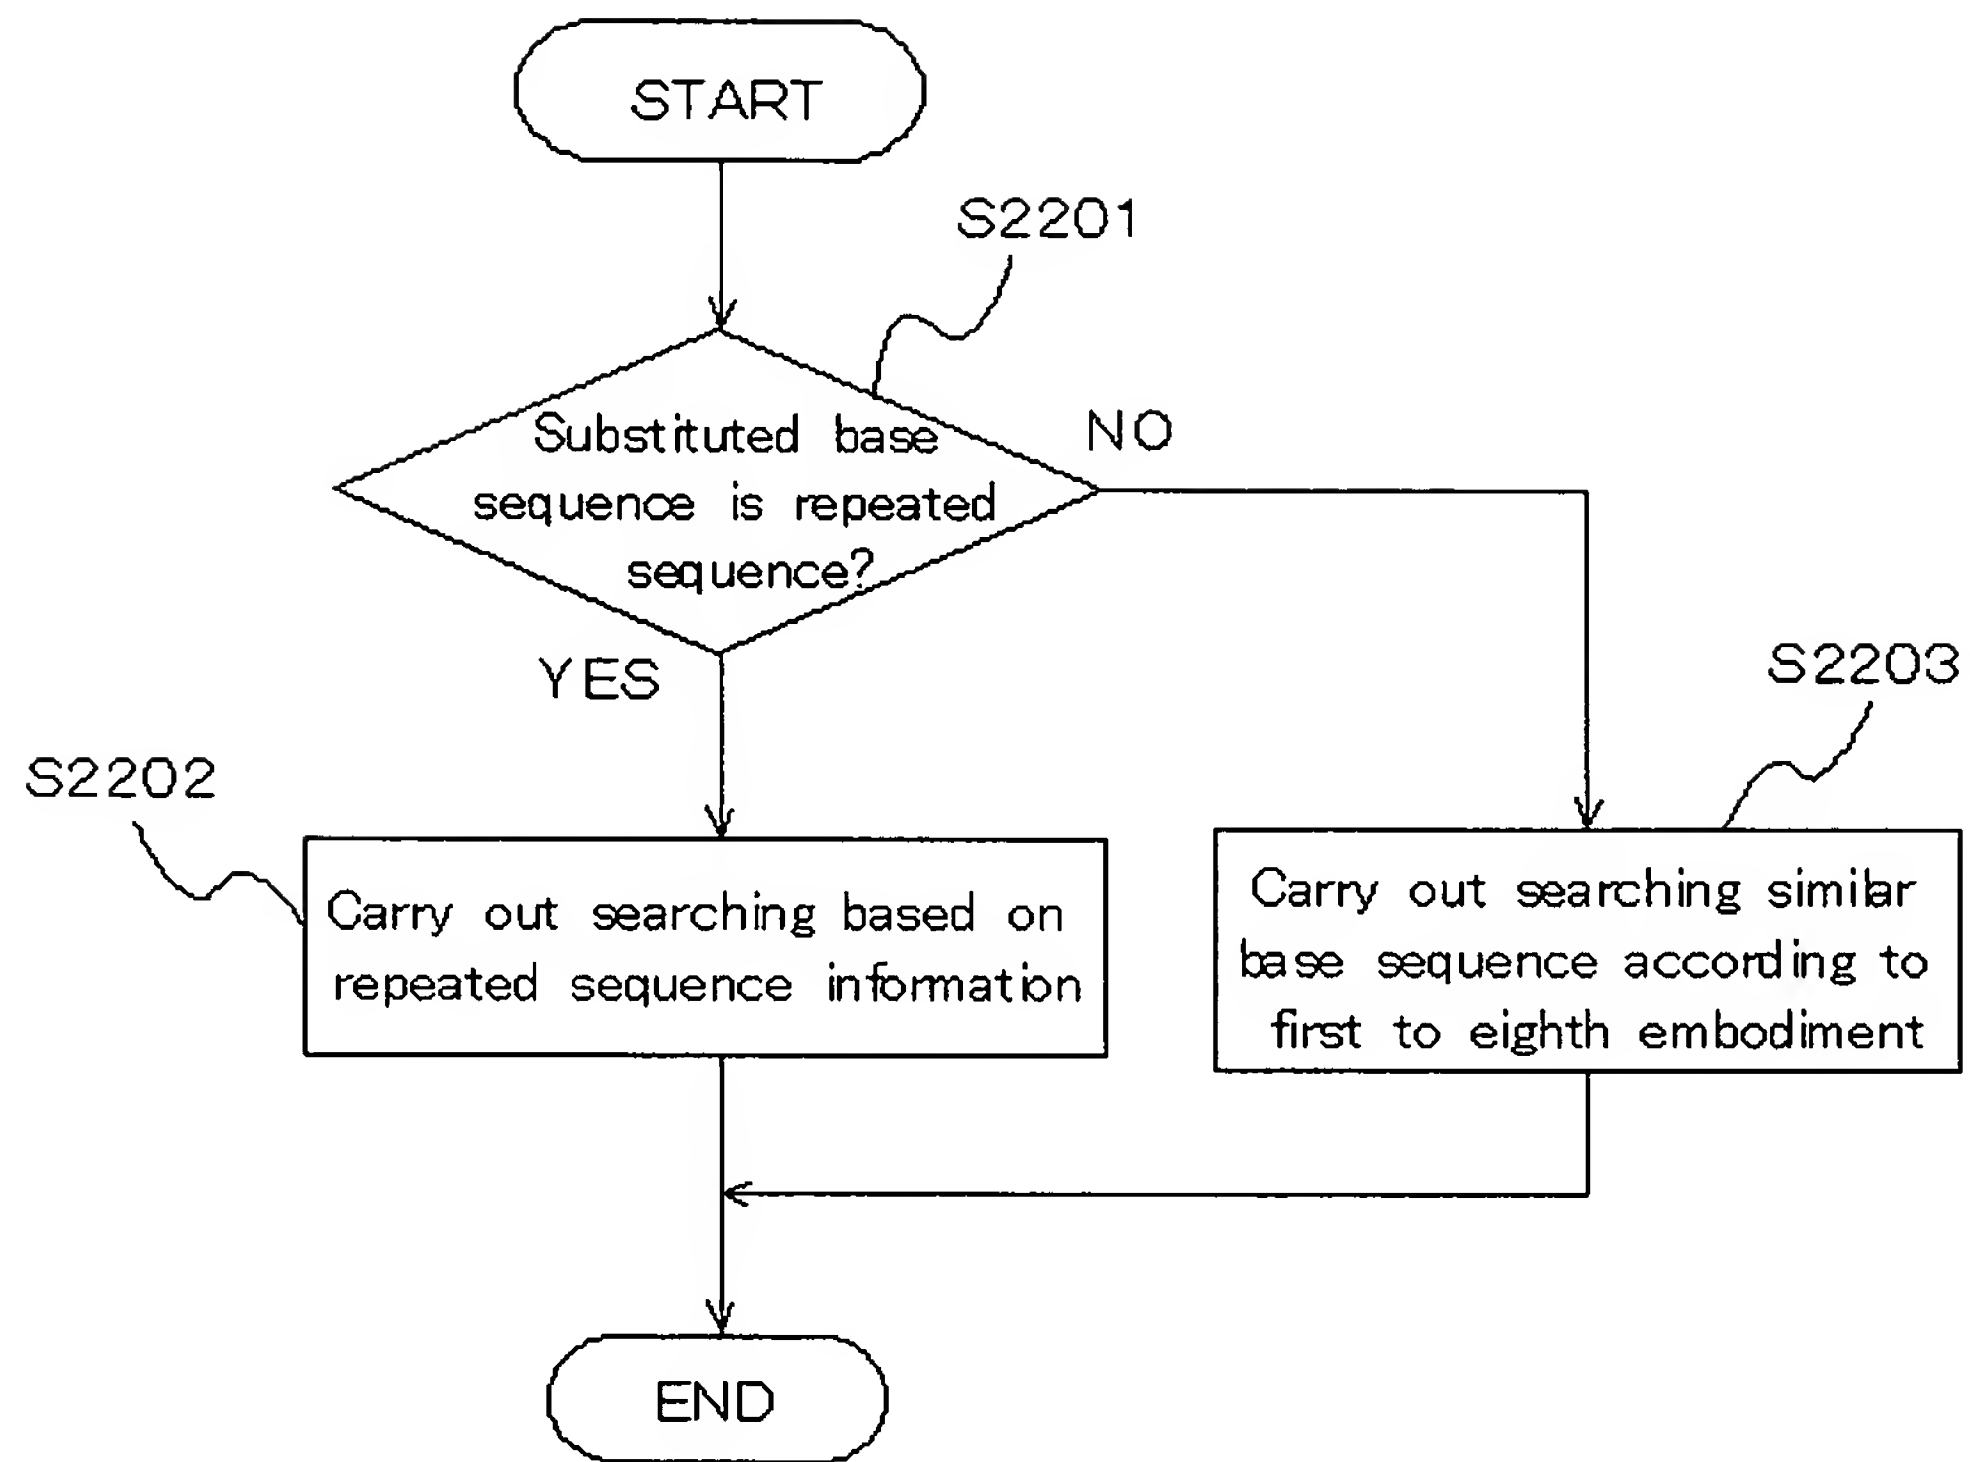 START
S2201
Substituted base
sequence is repeated
sequence?
NO
YES
S2203
S2202
Carry out searching based on
repeated sequence information
Carry out searching similar
base sequence according to
first to eighth embodiment
END